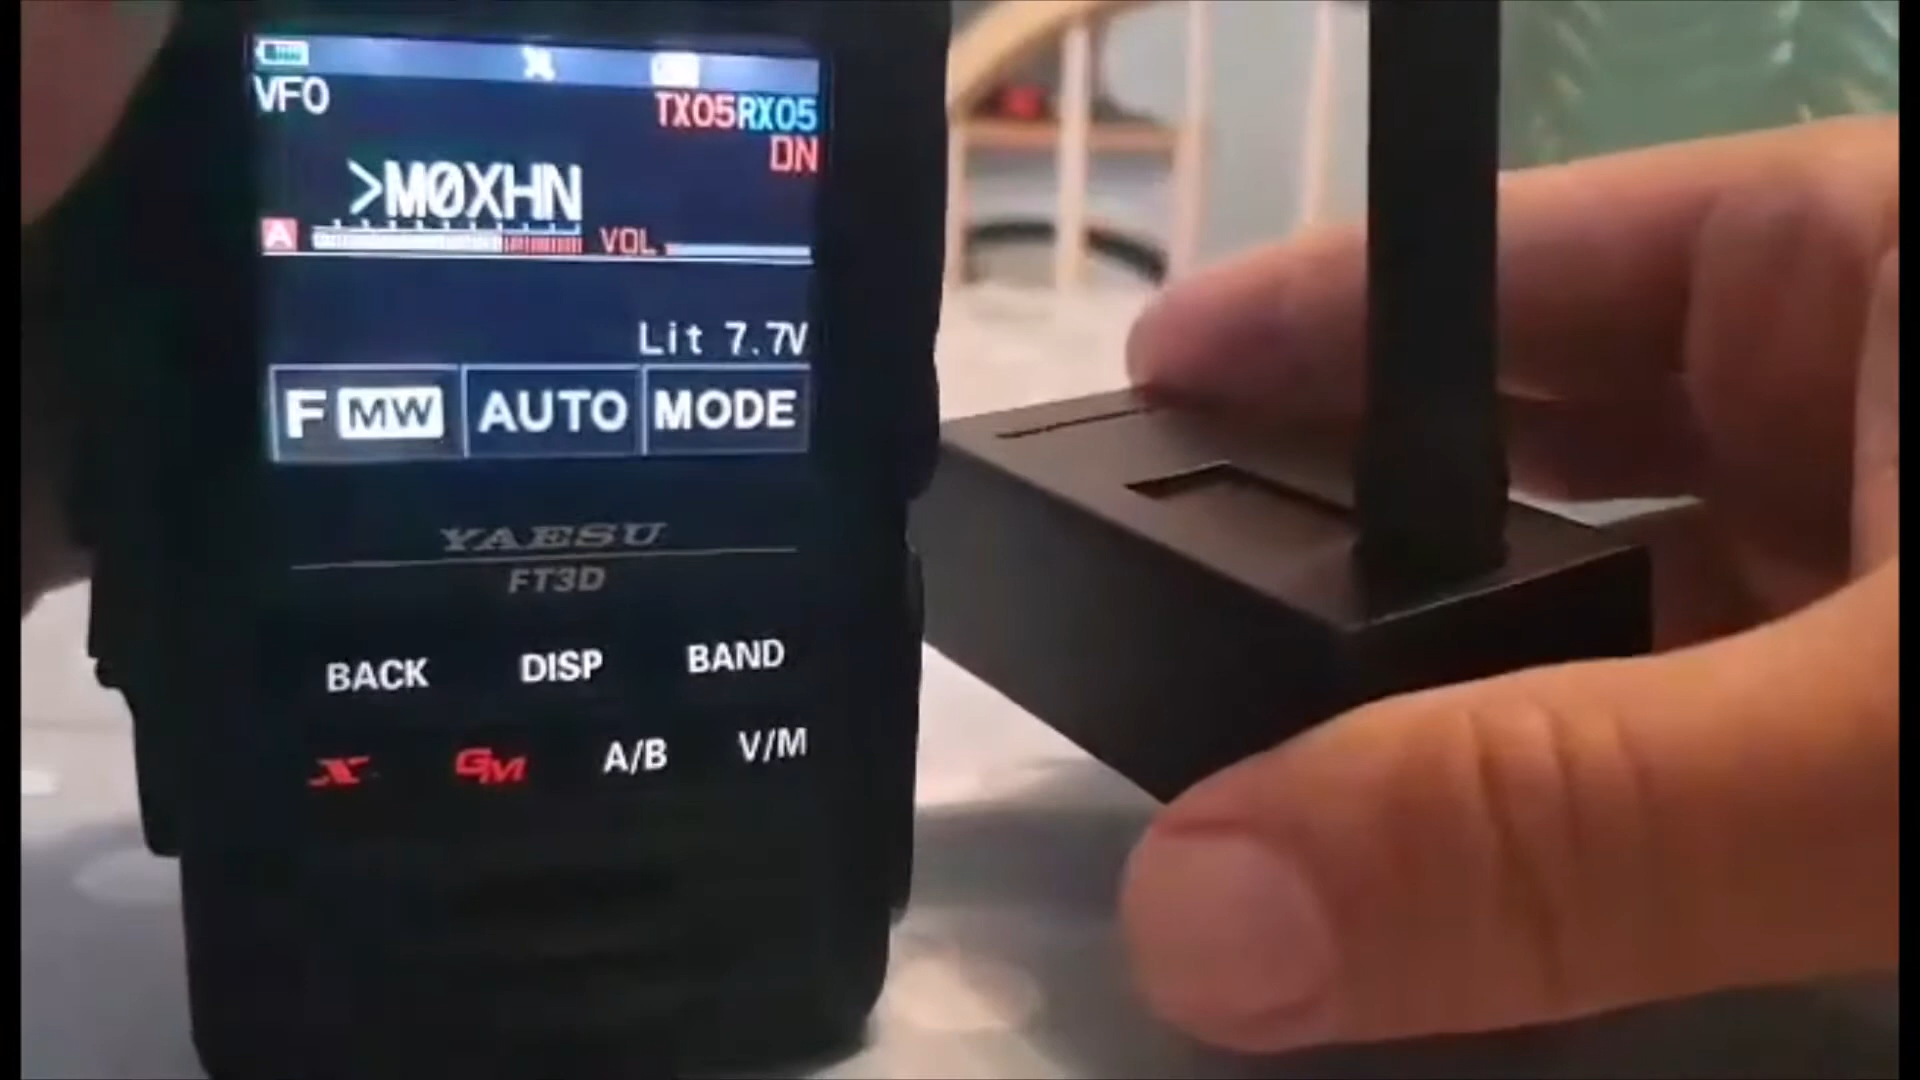 VFO
TX05RX05
DN
>M0XHN
A VOL
Lit 7.7V
F MW AUTO MODE
YAESU
FT3D
BACK DISP BAND
X GM A/B V/M